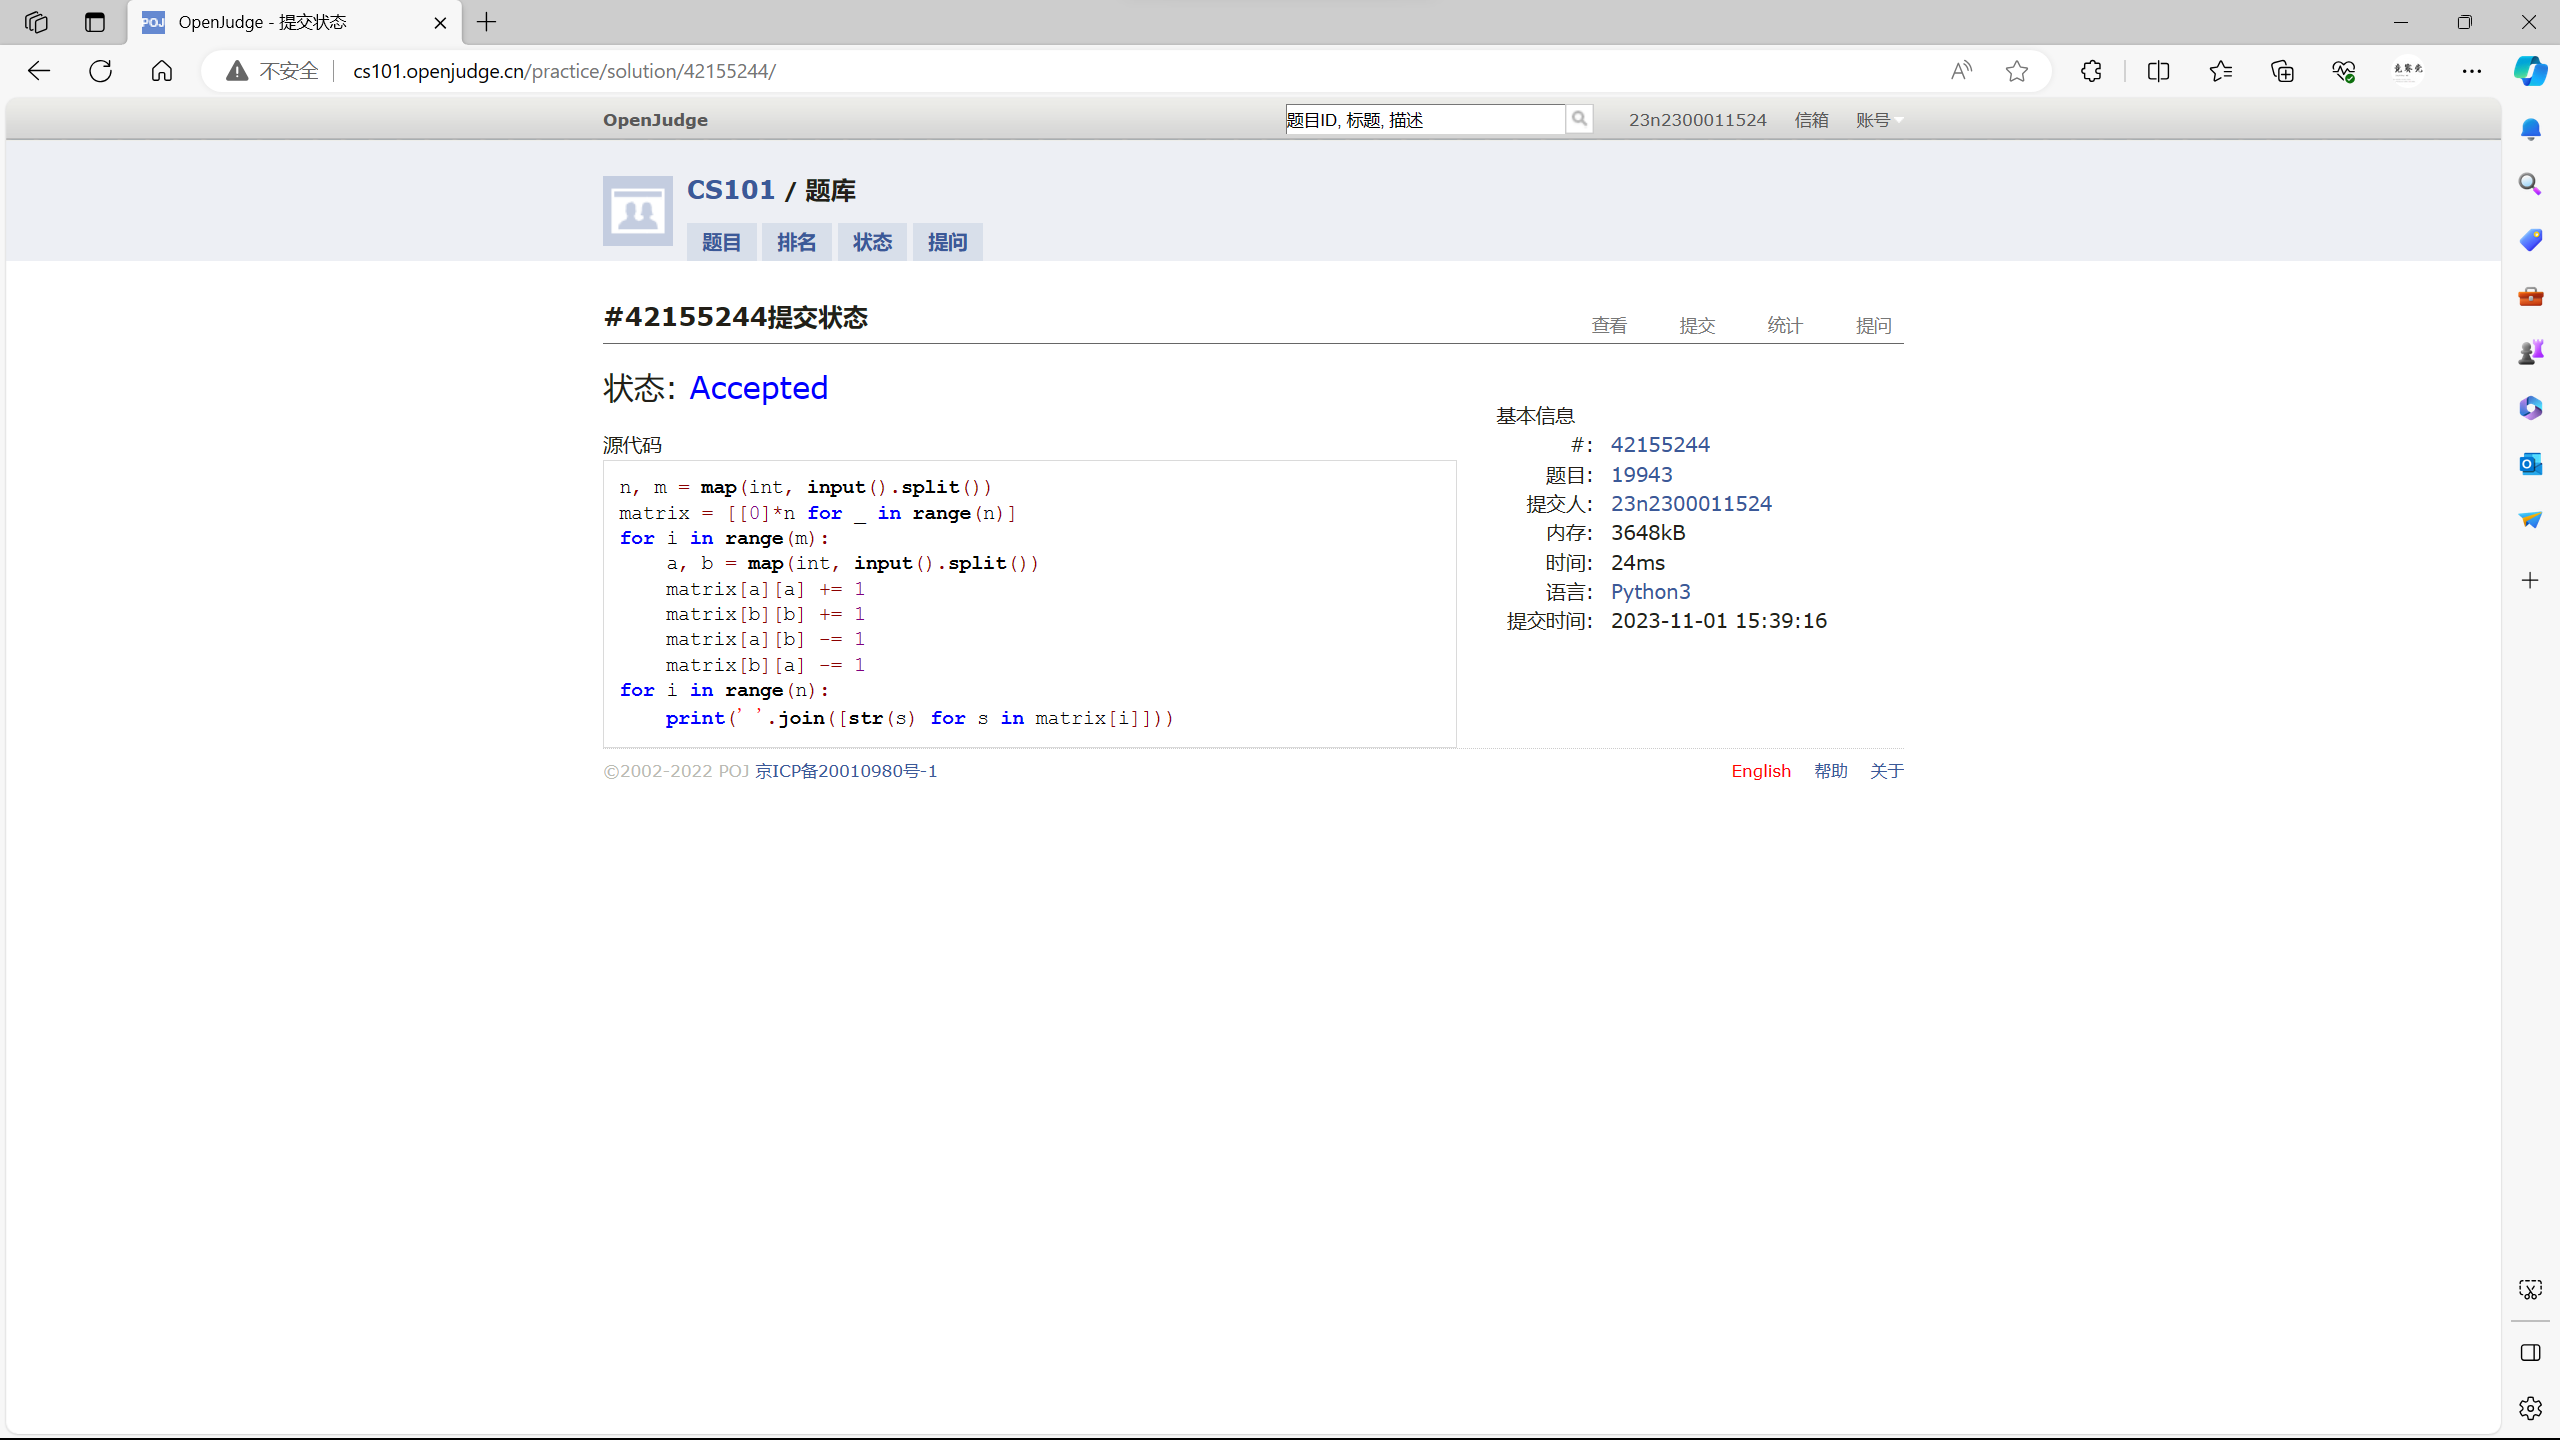 OpenJudge - 提交状态
不安全
cs101.openjudge.cn/practice/solution/42155244/
OpenJudge
题目ID, 标题, 描述
23n2300011524 信箱 账号
CS101 / 题库
题目 排名 状态 提问
#42155244提交状态
查看 提交 统计 提问
状态: Accepted
源代码
n, m = map(int, input().split())
matrix = [[0]*n for _ in range(n)]
for i in range(m):
    a, b = map(int, input().split())
    matrix[a][a] += 1
    matrix[b][b] += 1
    matrix[a][b] -= 1
    matrix[b][a] -= 1
for i in range(n):
    print(' '.join([str(s) for s in matrix[i]]))
基本信息
#: 42155244
题目: 19943
提交人: 23n2300011524
内存: 3648kB
时间: 24ms
语言: Python3
提交时间: 2023-11-01 15:39:16
©2002-2022 POJ 京ICP备20010980号-1
English 帮助 关于